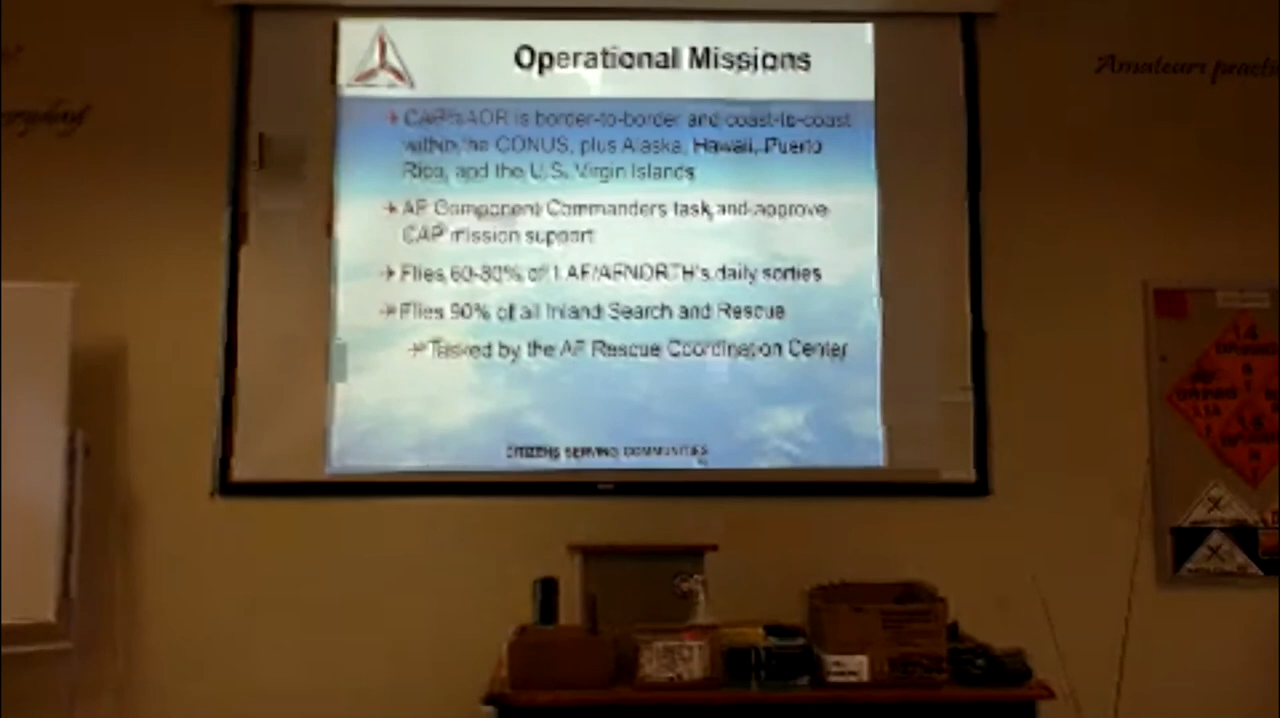 Operational Missions
Amateurs practi
everyday
CAP's AOR is border-to-border and coast-to-coast
within the CONUS, plus Alaska, Hawaii, Puerto
Rico, and the U.S. Virgin Islands
AF Component Commanders task and approve
CAP mission support
Flies 60-80% of 1 AF/AFNORTH's daily sorties
Flies 90% of all Inland Search and Rescue
Tasked by the AF Rescue Coordination Center
CITIZENS SERVING COMMUNITIES